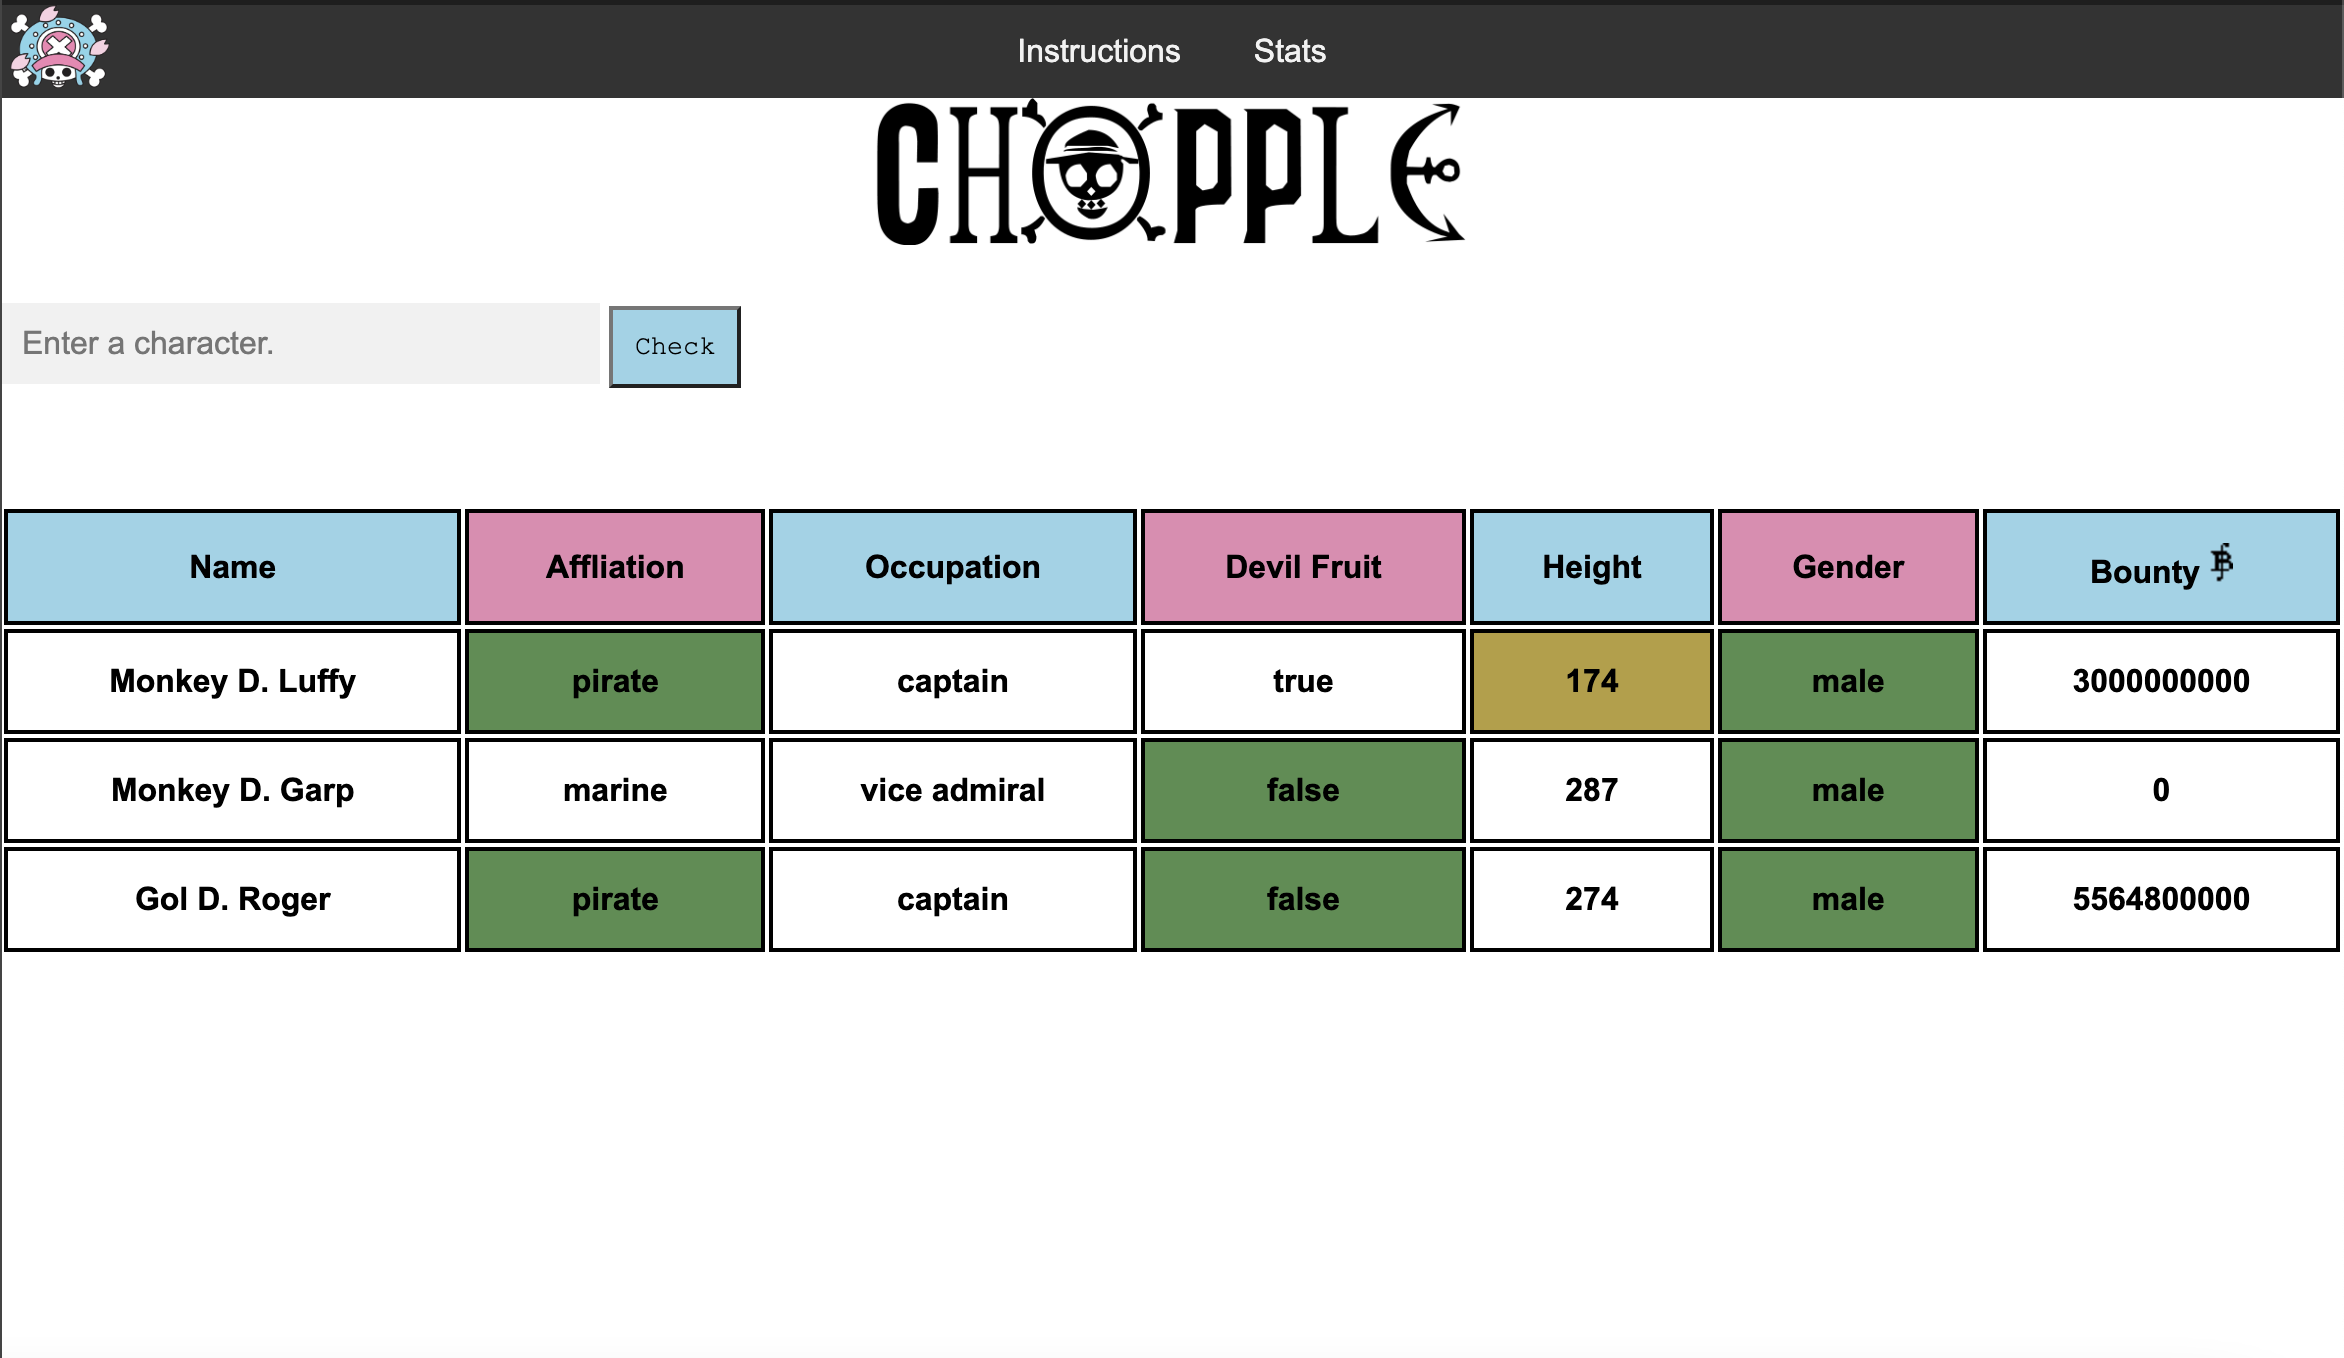 Instructions Stats
CHOPPLE
Enter a character. Check
Name Affliation Occupation Devil Fruit Height Gender Bounty
Monkey D. Luffy pirate captain true 174 male 3000000000
Monkey D. Garp marine vice admiral false 287 male 0
Gol D. Roger pirate captain false 274 male 5564800000